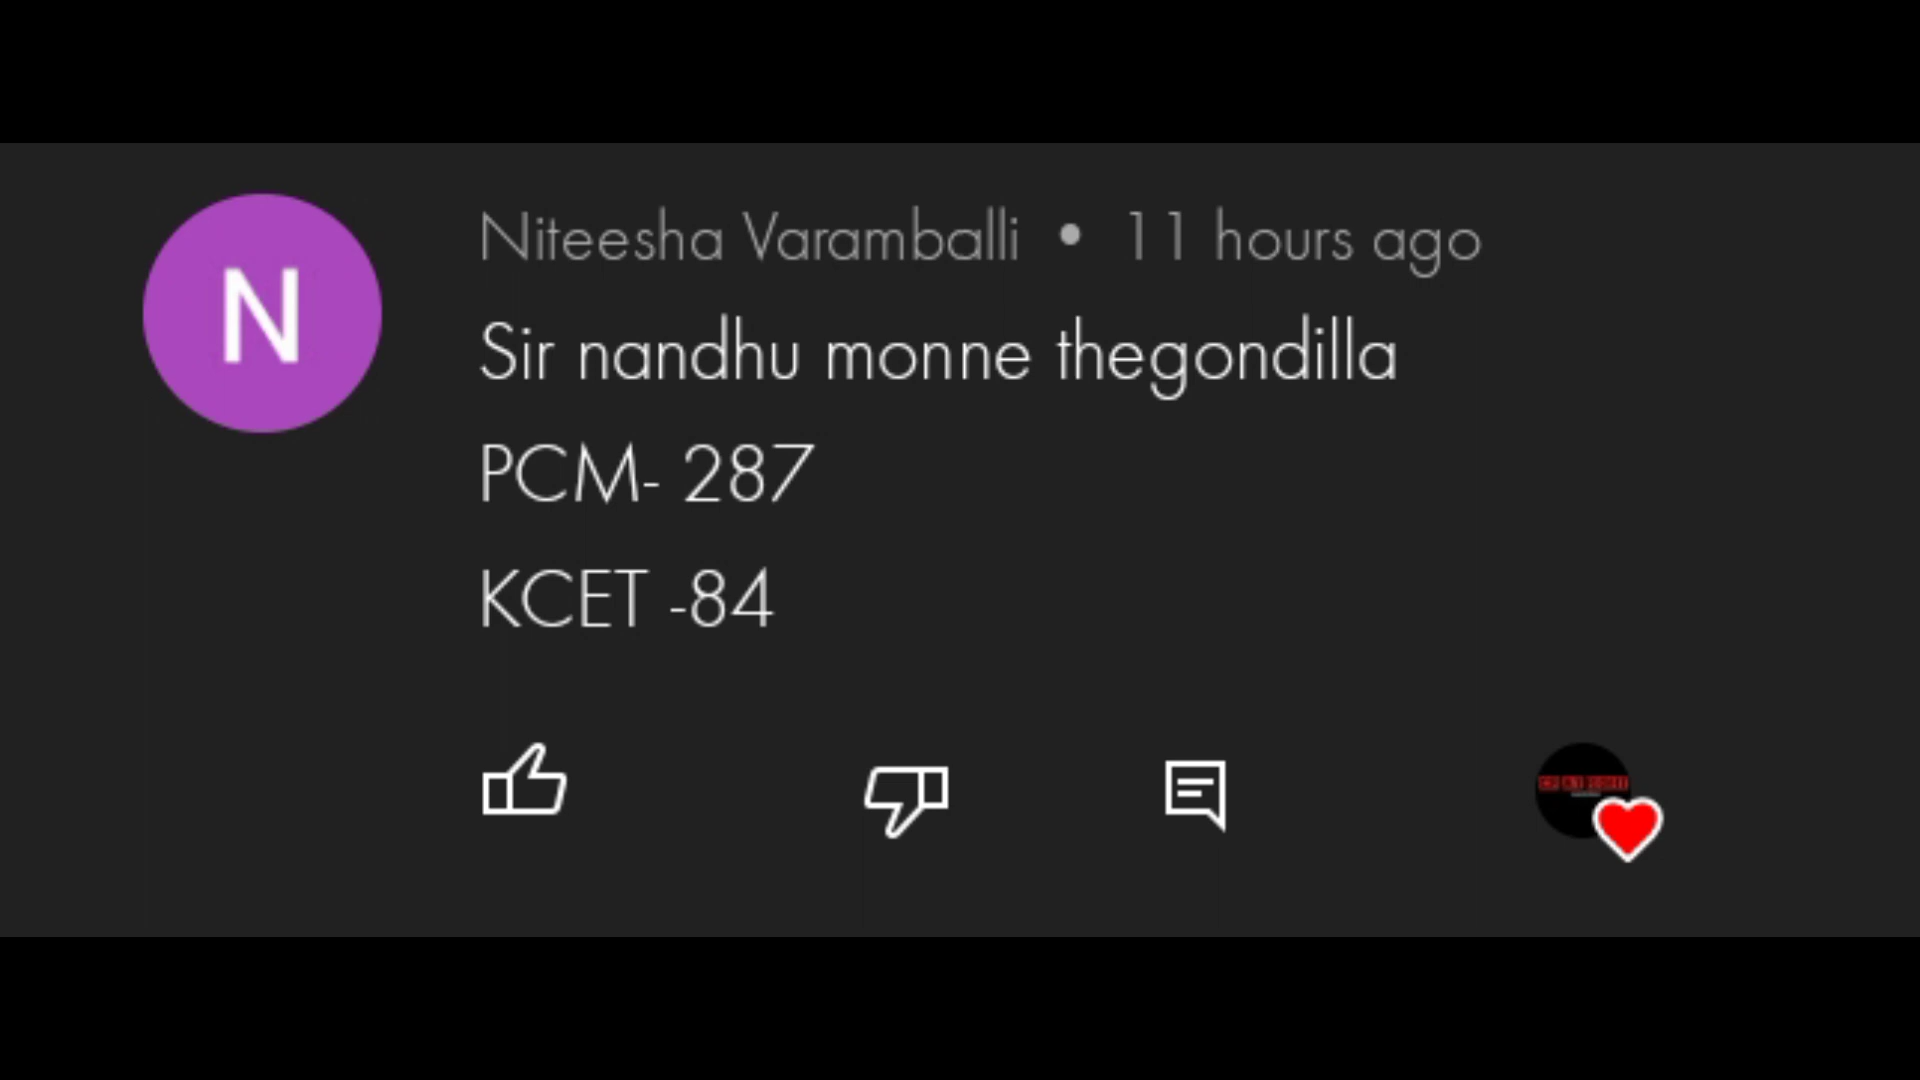 N
Niteesha Varamballi • 11 hours ago
Sir nandhu monne thegondilla
PCM- 287
KCET -84